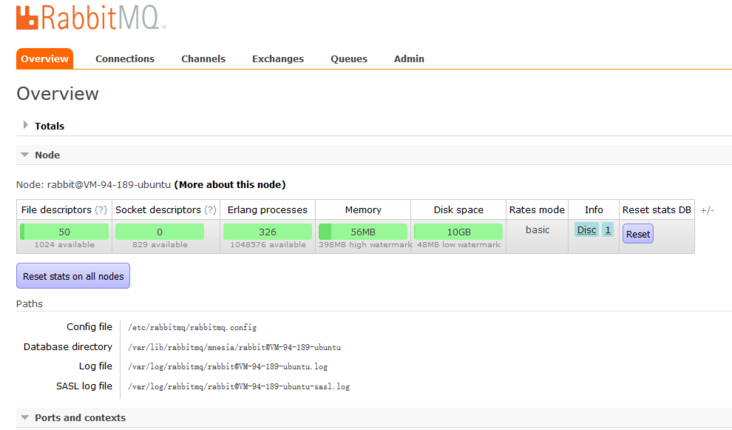 RabbitMQ
Overview Connections Channels Exchanges Queues Admin
Overview
Totals
Node
Node: rabbit@VM-94-189-ubuntu (More about this node)
File descriptors (?) Socket descriptors (?) Erlang processes Memory Disk space Rates mode Info Reset stats DB +/-
50 0 326 56MB 10GB basic Disc 1 Reset
1024 available 829 available 1048576 available 398MB high watermark 48MB low watermark
Reset stats on all nodes
Paths
Config file /etc/rabbitmq/rabbitmq.config
Database directory /var/lib/rabbitmq/mnesia/rabbit@VM-94-189-ubuntu
Log file /var/log/rabbitmq/rabbit@VM-94-189-ubuntu.log
SASL log file /var/log/rabbitmq/rabbit@VM-94-189-ubuntu-sasl.log
Ports and contexts